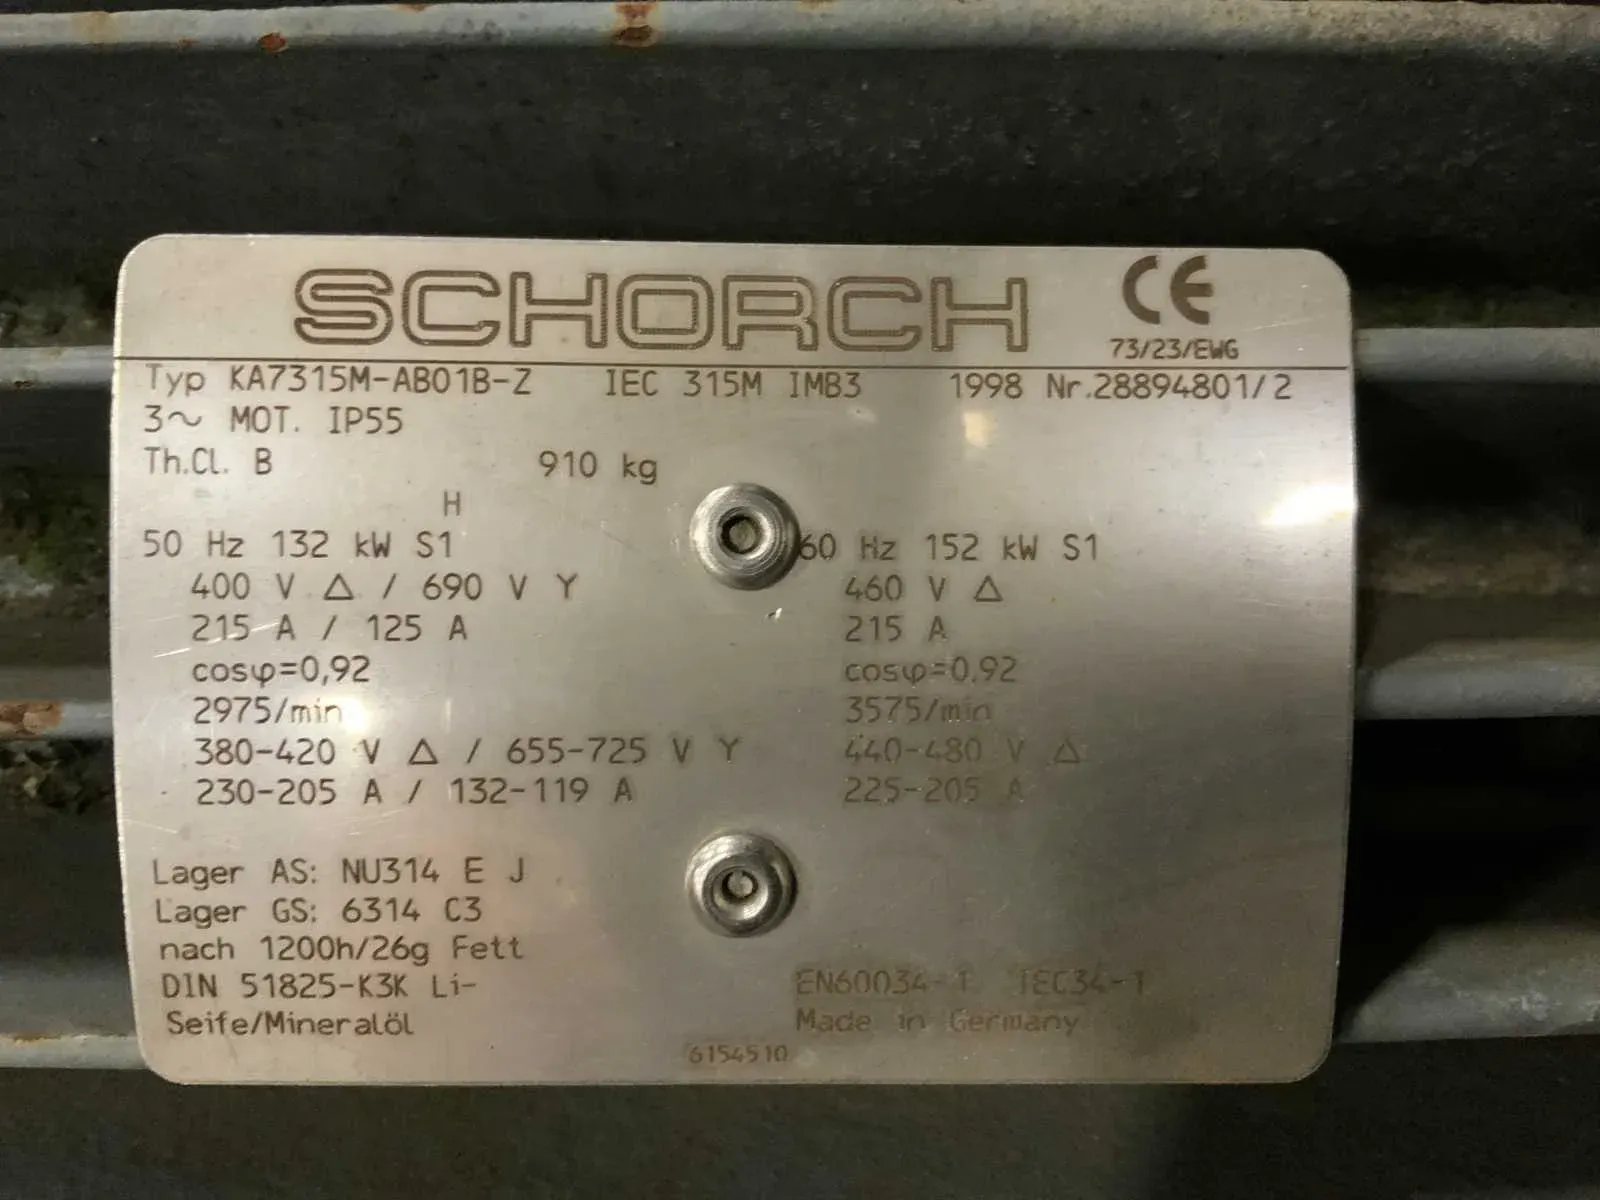 SCHORCH CE
73/23/EWG
Typ KA7315M-AB01B-Z IEC 315M IMB3 1998 Nr.28894801/2
3~ MOT. IP55
Th.Cl. B 910 kg
H
50 Hz 132 kW S1 60 Hz 152 kW S1
400 V Δ / 690 V Y 460 V Δ
215 A / 125 A 215 A
cosφ=0,92 cosφ=0,92
2975/min 3575/min
380-420 V Δ / 655-725 V Y 440-480 V Δ
230-205 A / 132-119 A 225-205 A
Lager AS: NU314 E J
Lager GS: 6314 C3
nach 1200h/26g Fett
DIN 51825-K3K Li- EN60034-1 IEC34-1
Seife/Mineralöl Made in Germany
6154510